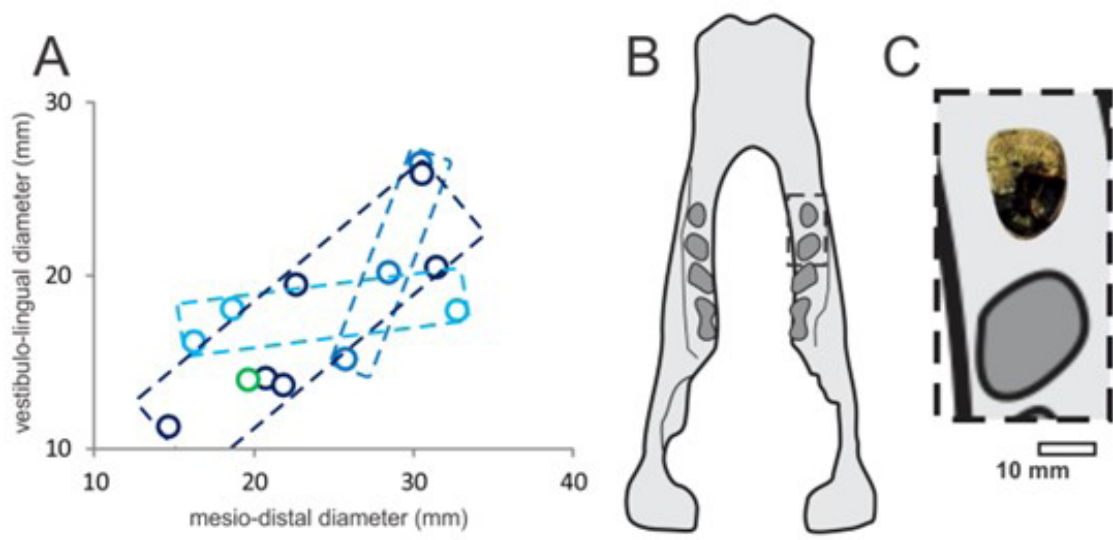 A
B
C
vestibulo-lingual diameter (mm)
30
20
10
10
20
30
40
mesio-distal diameter (mm)
10 mm